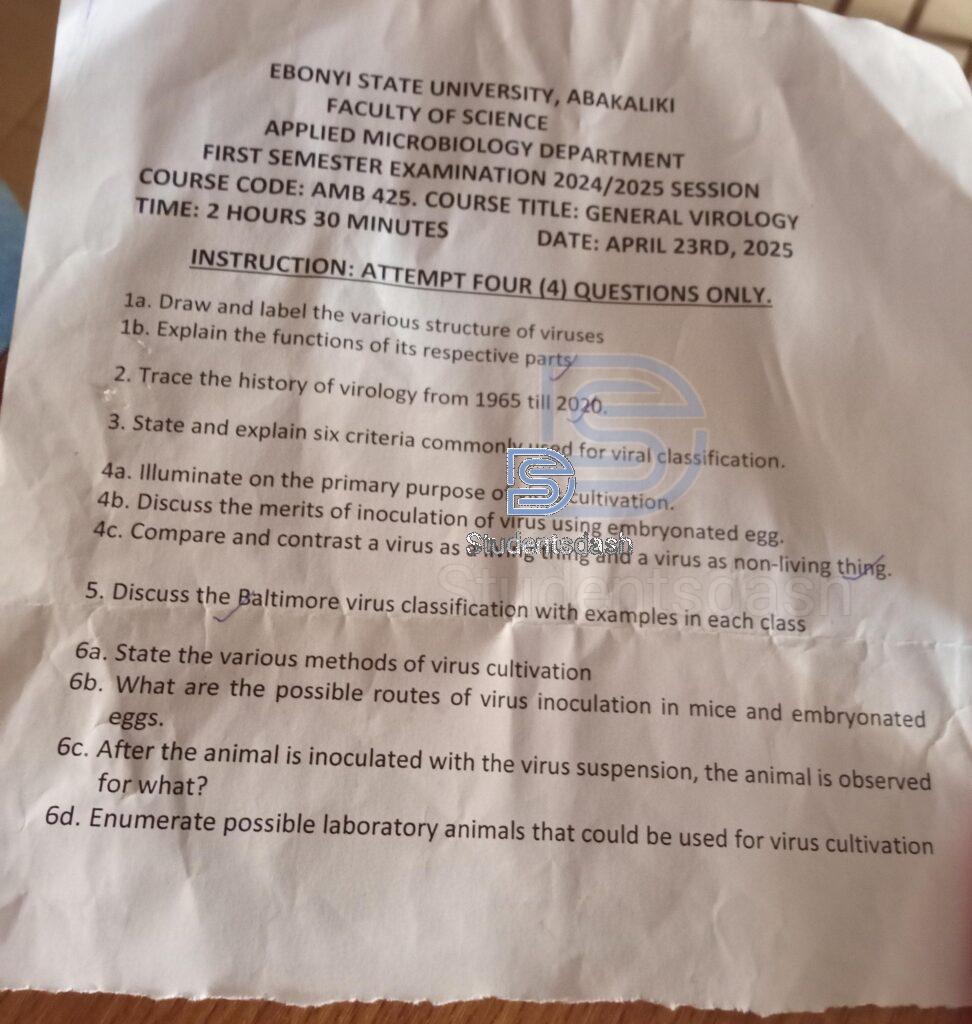 EBONYI STATE UNIVERSITY, ABAKALIKI
FACULTY OF SCIENCE
APPLIED MICROBIOLOGY DEPARTMENT
FIRST SEMESTER EXAMINATION 2024/2025 SESSION
COURSE CODE: AMB 425. COURSE TITLE: GENERAL VIROLOGY
TIME: 2 HOURS 30 MINUTES DATE: APRIL 23RD, 2025
INSTRUCTION: ATTEMPT FOUR (4) QUESTIONS ONLY.
1a. Draw and label the various structure of viruses
1b. Explain the functions of its respective parts
2. Trace the history of virology from 1965 till 2020.
3. State and explain six criteria commonly used for viral classification.
4a. Illuminate on the primary purpose of cultivation.
4b. Discuss the merits of inoculation of virus using embryonated egg.
4c. Compare and contrast a virus as a living thing and a virus as non-living thing.
Studentsdash
Studentsdash
5. Discuss the Baltimore virus classification with examples in each class
6a. State the various methods of virus cultivation
6b. What are the possible routes of virus inoculation in mice and embryonated
eggs.
6c. After the animal is inoculated with the virus suspension, the animal is observed
for what?
6d. Enumerate possible laboratory animals that could be used for virus cultivation